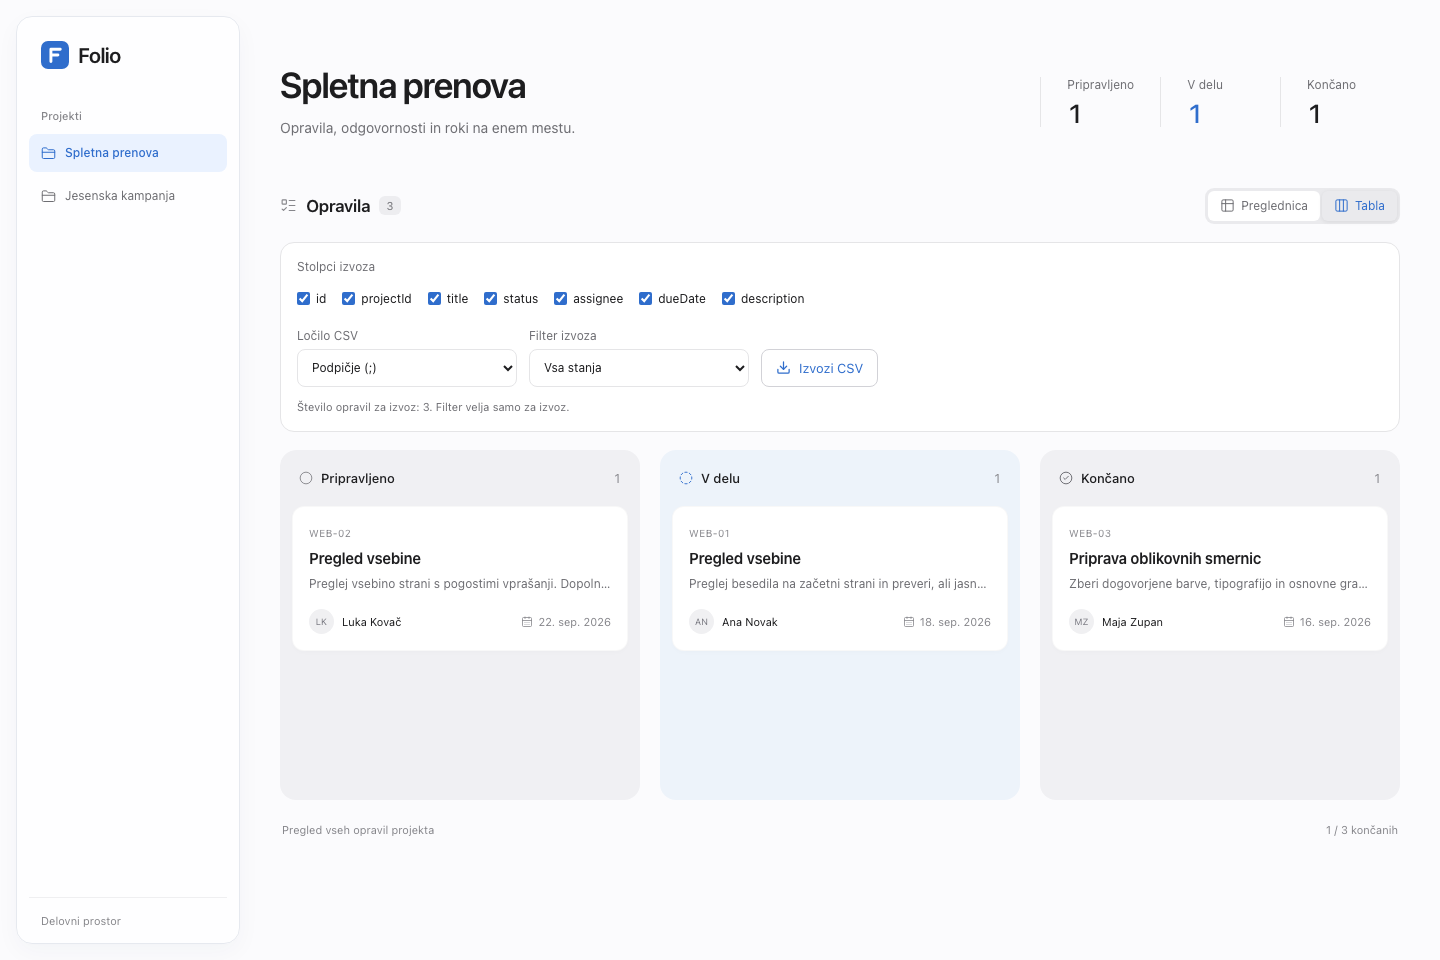 Folio
Projekti
Spletna prenova
Jesenska kampanja
Delovni prostor
Spletna prenova
Opravila, odgovornosti in roki na enem mestu.
Pripravljeno
1
V delu
1
Končano
1
Opravila 3
Preglednica
Tabla
Stolpci izvoza
id projectId title status assignee dueDate description
Ločilo CSV
Podpičje (;)
Filter izvoza
Vsa stanja
Izvozi CSV
Število opravil za izvoz: 3. Filter velja samo za izvoz.
Pripravljeno 1
WEB-02
Pregled vsebine
Preglej vsebino strani s pogostimi vprašanji. Dopoln...
LK Luka Kovač 22. sep. 2026
V delu 1
WEB-01
Pregled vsebine
Preglej besedila na začetni strani in preveri, ali jasn...
AN Ana Novak 18. sep. 2026
Končano 1
WEB-03
Priprava oblikovnih smernic
Zberi dogovorjene barve, tipografijo in osnovne gra...
MZ Maja Zupan 16. sep. 2026
Pregled vseh opravil projekta
1 / 3 končanih